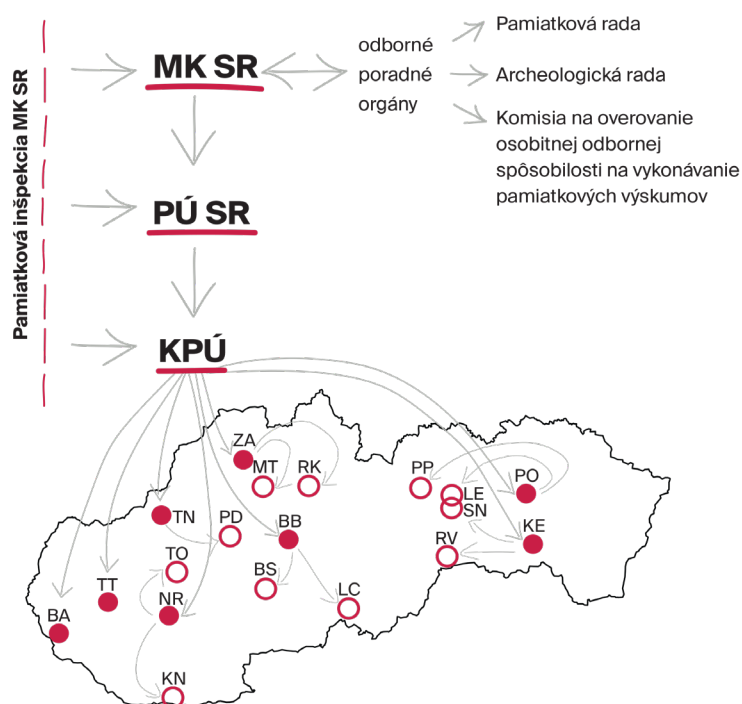 Pamiatková inšpekcia MK SR
MK SR
odborné
poradné
orgány
Pamiatková rada
Archeologická rada
Komisia na overovanie
osobitnej odbornej
spôsobilosti na vykonávanie
pamiatkových výskumov
PÚ SR
KPÚ
ZA
MT
RK
PP
LE
SN
PO
TN
PD
BB
KE
RV
TO
BS
LC
TT
NR
BA
KN